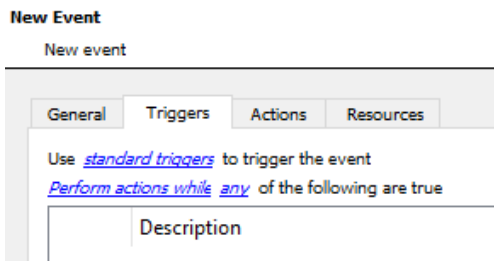 New Event
New event
General Triggers Actions Resources
Use standard triggers to trigger the event
Perform actions while any of the following are true
Description